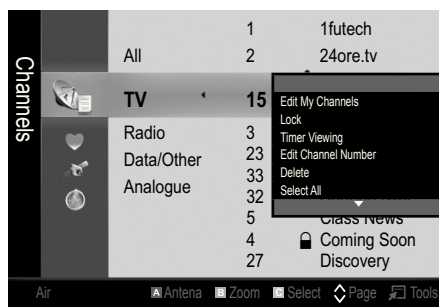 Channels
1 1futech
All 2 24ore.tv
TV 15
Radio 3
Data/Other 23
33
Analogue 32
5 Class News
4 Coming Soon
27 Discovery
Edit My Channels
Lock
Timer Viewing
Edit Channel Number
Delete
Select All
Air A Antena B Zoom C Select Page Tools